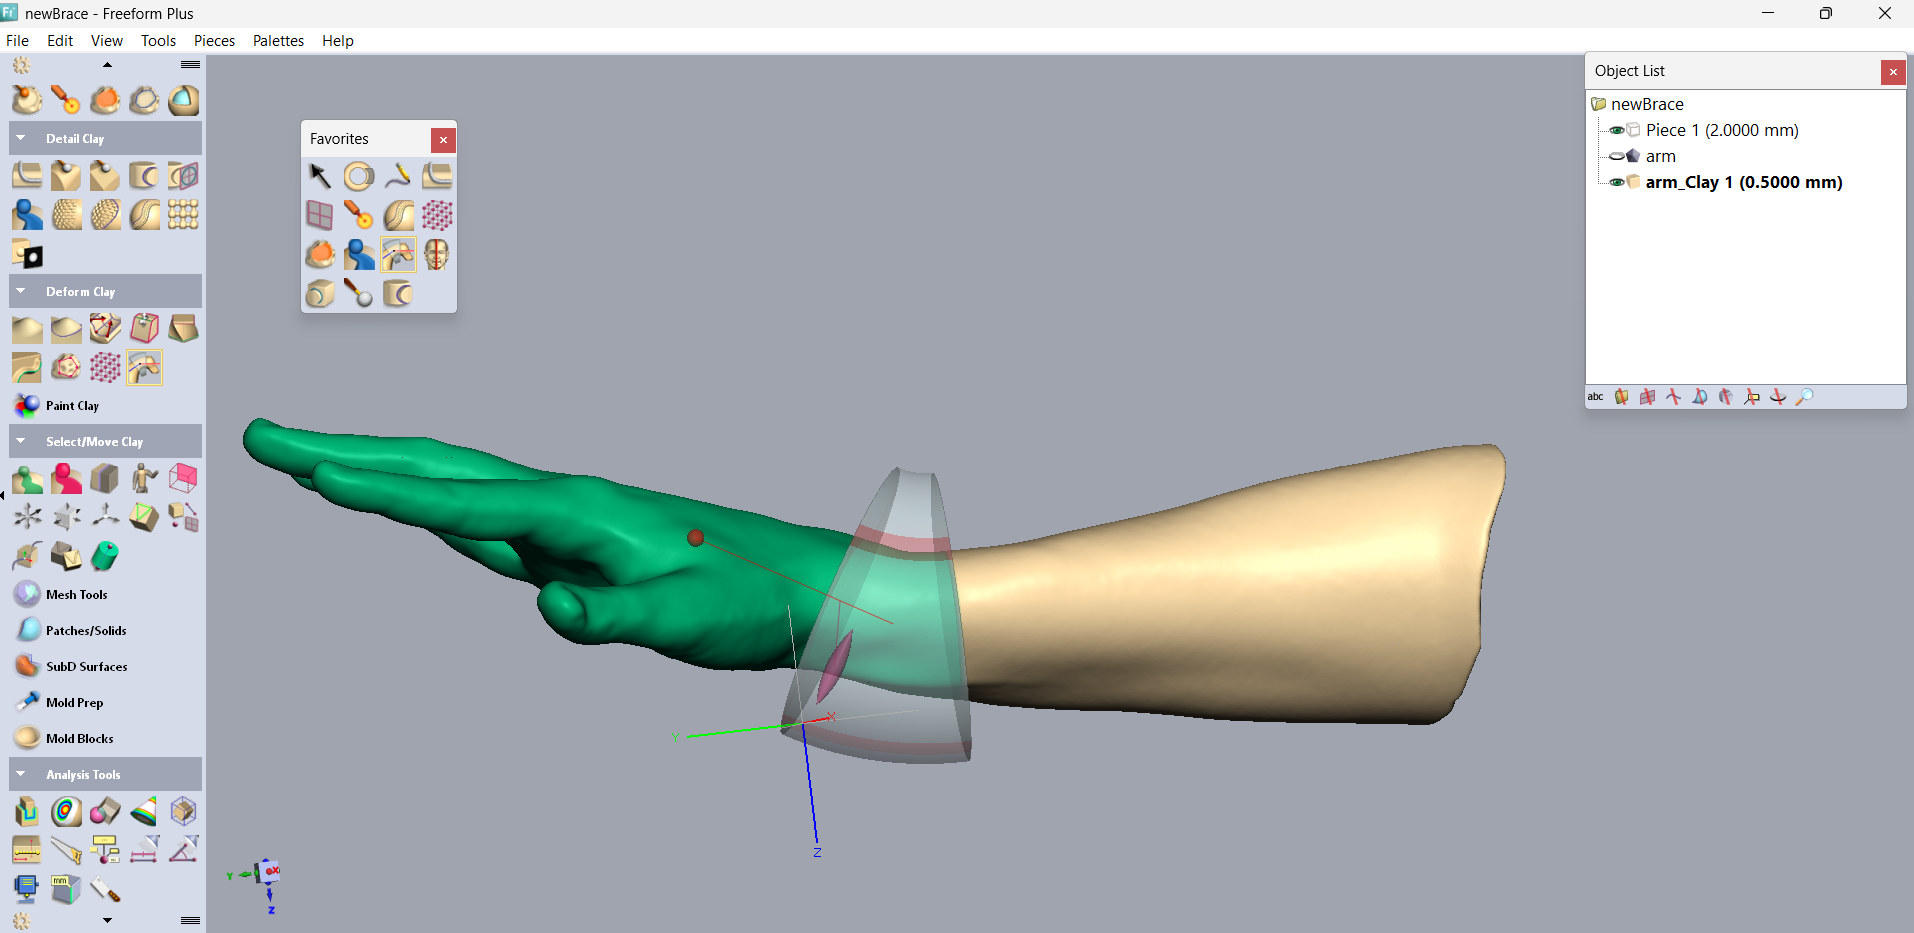 Fr newBrace - Freeform Plus
File Edit View Tools Pieces Palettes Help
Detail Clay
Deform Clay
Paint Clay
Select/Move Clay
Mesh Tools
Patches/Solids
SubD Surfaces
Mold Prep
Mold Blocks
Analysis Tools
mm
Favorites
Y
X
Z
Y
X
Z
Object List
newBrace
Piece 1 (2.0000 mm)
arm
arm_Clay 1 (0.5000 mm)
abc